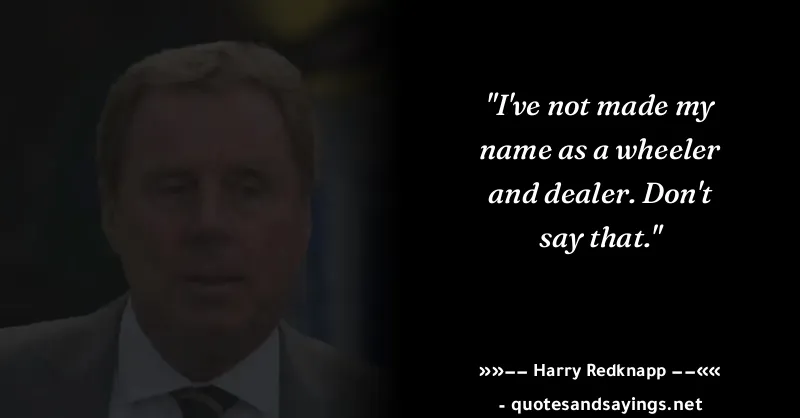 "I've not made my
name as a wheeler
and dealer. Don't
say that."
»»−− Harry Redknapp −−««
- quotesandsayings.net